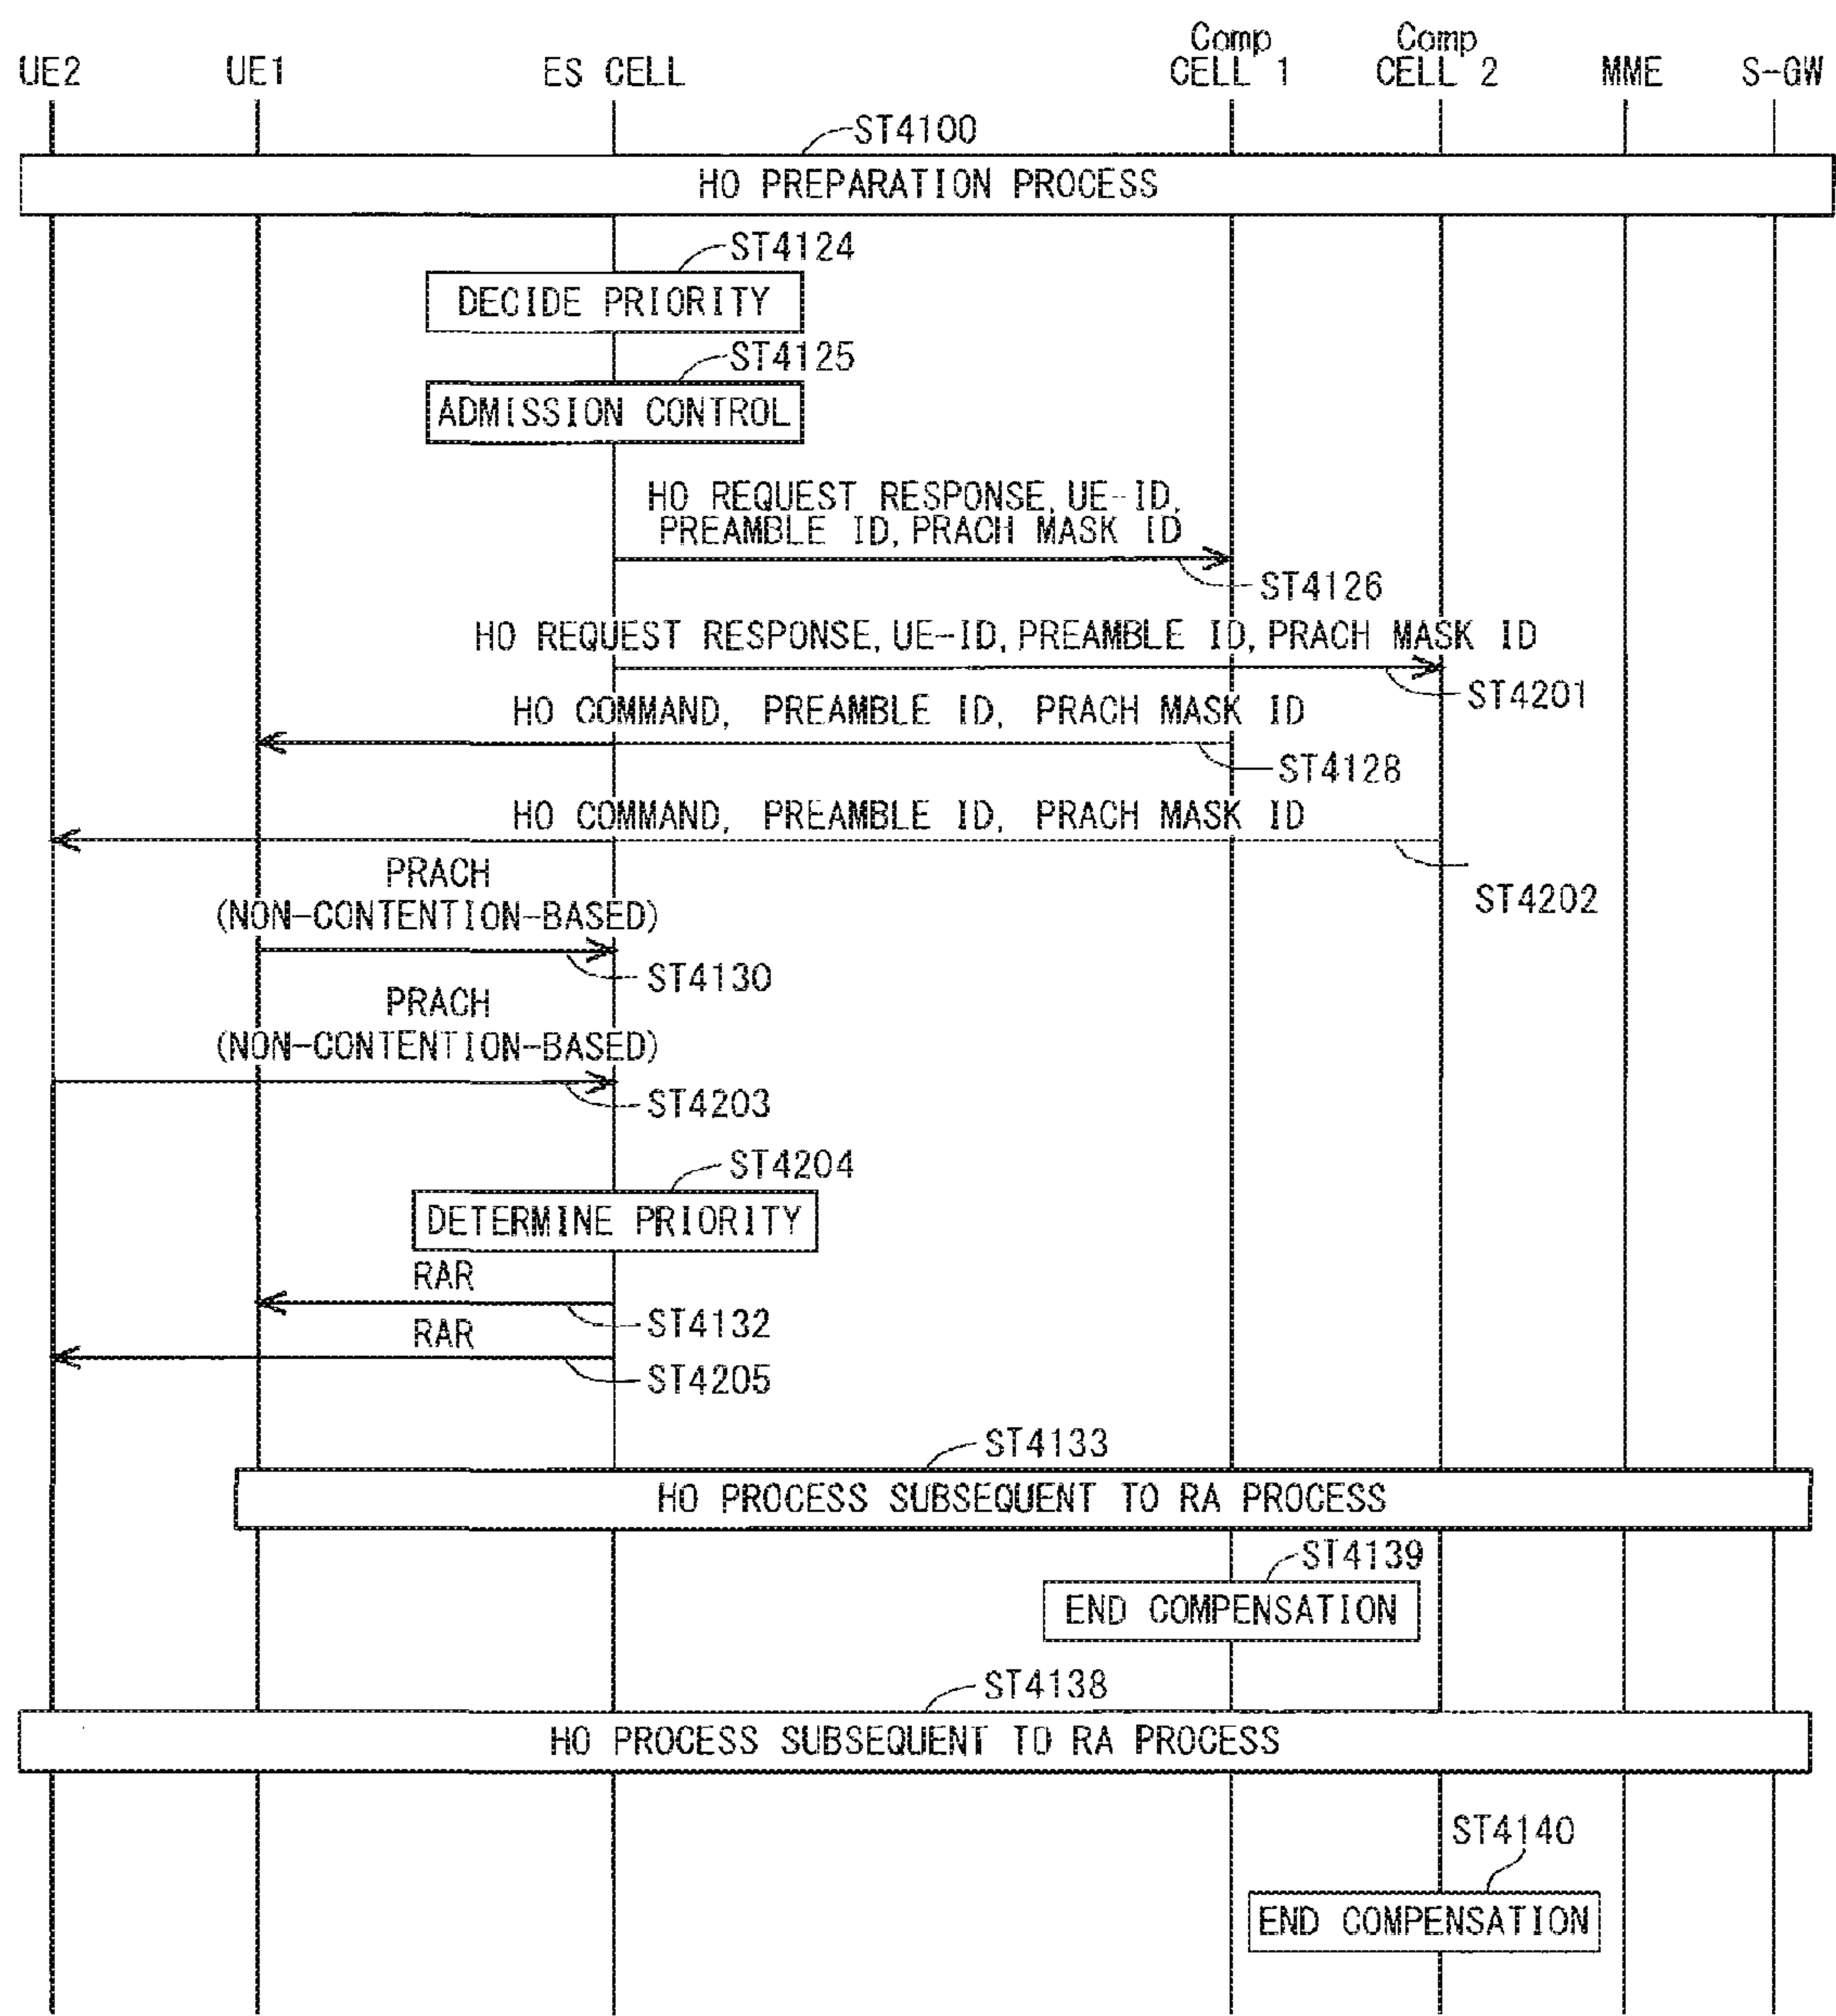 UE2
UE1
ES CELL
Comp
CELL 1
Comp
CELL 2
MME
S-GW
ST4100
HO PREPARATION PROCESS
ST4124
DECIDE PRIORITY
ST4125
ADMISSION CONTROL
HO REQUEST RESPONSE, UE-ID,
PREAMBLE ID, PRACH MASK ID
ST4126
HO REQUEST RESPONSE, UE-ID, PREAMBLE ID, PRACH MASK ID
ST4201
HO COMMAND, PREAMBLE ID, PRACH MASK ID
ST4128
HO COMMAND, PREAMBLE ID, PRACH MASK ID
ST4202
PRACH
(NON-CONTENTION-BASED)
ST4130
PRACH
(NON-CONTENTION-BASED)
ST4203
ST4204
DETERMINE PRIORITY
RAR
ST4132
RAR
ST4205
ST4133
HO PROCESS SUBSEQUENT TO RA PROCESS
ST4139
END COMPENSATION
ST4138
HO PROCESS SUBSEQUENT TO RA PROCESS
ST4140
END COMPENSATION